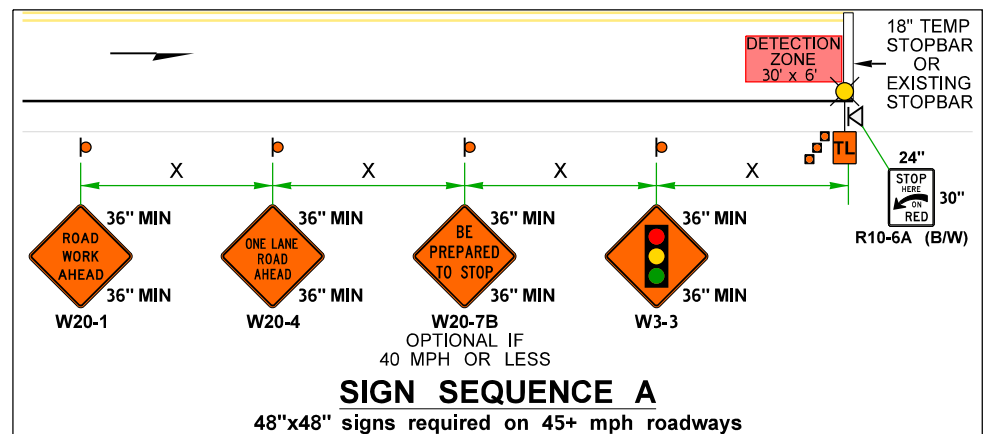 DETECTION
ZONE
30' x 6'
18" TEMP
STOPBAR
OR
EXISTING
STOPBAR
X
X
X
X
TL
24"
STOP
HERE
ON
RED
30"
R10-6A (B/W)
36" MIN
ROAD
WORK
AHEAD
36" MIN
W20-1
36" MIN
ONE LANE
ROAD
AHEAD
36" MIN
W20-4
36" MIN
BE
PREPARED
TO STOP
36" MIN
W20-7B
OPTIONAL IF
40 MPH OR LESS
36" MIN
36" MIN
W3-3
SIGN SEQUENCE A
48"x48" signs required on 45+ mph roadways